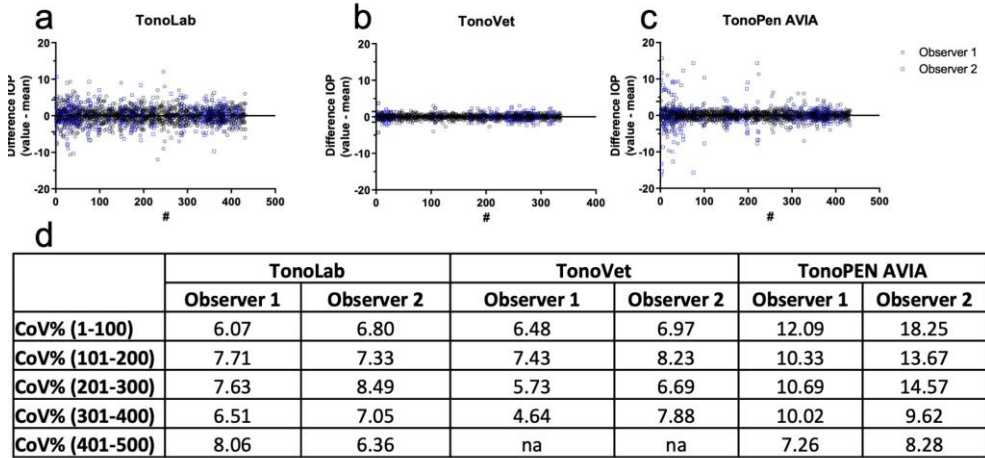 a
TonoLab
Difference IOP
(value - mean)
20
10
0
-10
-20
0 100 200 300 400 500
#
b
TonoVet
Difference IOP
(value - mean)
20
10
0
-10
-20
0 100 200 300 400
#
c
TonoPen AVIA
Difference IOP
(value - mean)
20
10
0
-10
-20
0 100 200 300 400 500
#
Observer 1
Observer 2
d
TonoLab TonoVet TonoPEN AVIA
Observer 1 Observer 2 Observer 1 Observer 2 Observer 1 Observer 2
CoV% (1-100) 6.07 6.80 6.48 6.97 12.09 18.25
CoV% (101-200) 7.71 7.33 7.43 8.23 10.33 13.67
CoV% (201-300) 7.63 8.49 5.73 6.69 10.69 14.57
CoV% (301-400) 6.51 7.05 4.64 7.88 10.02 9.62
CoV% (401-500) 8.06 6.36 na na 7.26 8.28